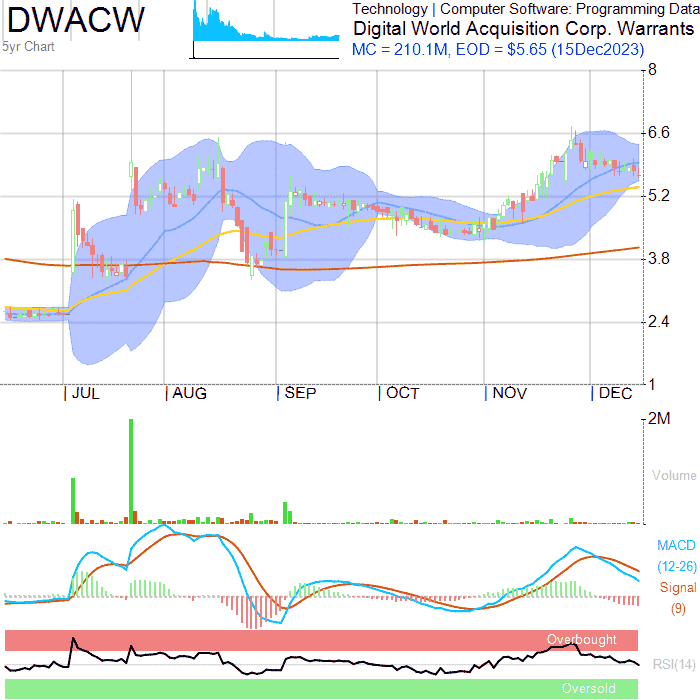 DWACW
5yr Chart
Technology | Computer Software: Programming Data
Digital World Acquisition Corp. Warrants
MC = 210.1M, EOD = $5.65 (15Dec2023)
8
6.6
5.2
3.8
2.4
1
JUL
AUG
SEP
OCT
NOV
DEC
2M
Volume
MACD
(12-26)
Signal
(9)
Overbought
RSI(14)
Oversold